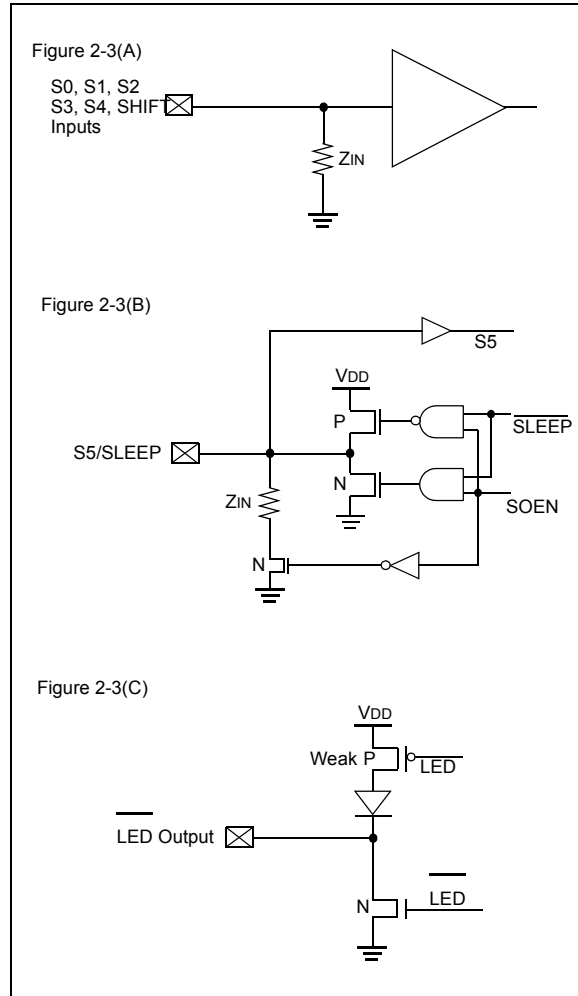 Figure 2-3(A)
S0, S1, S2
S3, S4, SHIFT
Inputs
ZIN
Figure 2-3(B)
S5
VDD
P
SLEEP
S5/SLEEP
N
SOEN
ZIN
N
Figure 2-3(C)
VDD
Weak P
LED
LED Output
LED
N